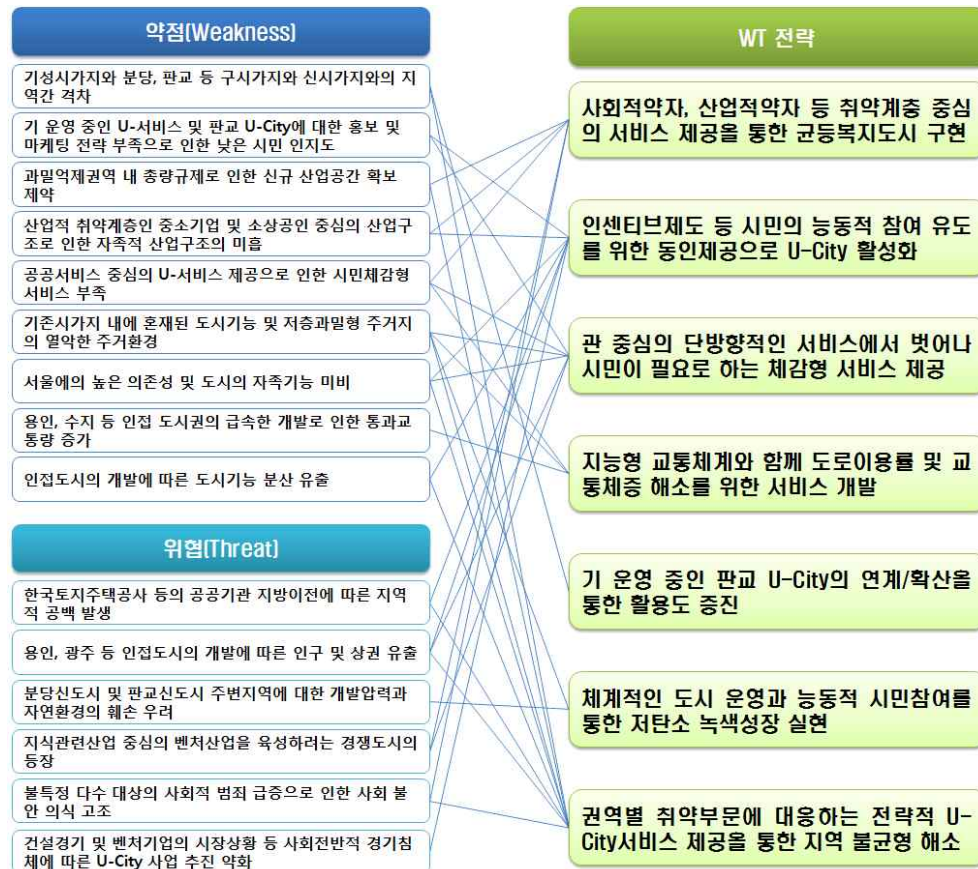 약점(Weakness)
기성시가지와 분당, 판교 등 구시가지와 신시가지와의 지
역간 격차
기 운영 중인 U-서비스 및 판교 U-City에 대한 홍보 및
마케팅 전략 부족으로 인한 낮은 시민 인지도
과밀억제권역 내 총량규제로 인한 신규 산업공간 확보
제약
산업적 취약계층인 중소기업 및 소상공인 중심의 산업구
조로 인한 자족적 산업구조의 미흡
공공서비스 중심의 U-서비스 제공으로 인한 시민체감형
서비스 부족
기존시가지 내에 혼재된 도시기능 및 저층과밀형 주거지
의 열악한 주거환경
서울에의 높은 의존성 및 도시의 자족기능 미비
용인, 수지 등 인접 도시권의 급속한 개발로 인한 통과교
통량 증가
인접도시의 개발에 따른 도시기능 분산 유출
위협(Threat)
한국토지주택공사 등의 공공기관 지방이전에 따른 지역
적 공백 발생
용인, 광주 등 인접도시의 개발에 따른 인구 및 상권 유출
분당신도시 및 판교신도시 주변지역에 대한 개발압력과
자연환경의 훼손 우려
지식관련산업 중심의 벤처산업을 육성하려는 경쟁도시의
등장
불특정 다수 대상의 사회적 범죄 급증으로 인한 사회 불
안 의식 고조
건설경기 및 벤처기업의 시장상황 등 사회전반적 경기침
체에 따른 U-City 사업 추진 약화
WT 전략
사회적약자, 산업적약자 등 취약계층 중심
의 서비스 제공을 통한 균등복지도시 구현
인센티브제도 등 시민의 능동적 참여 유도
를 위한 동인제공으로 U-City 활성화
관 중심의 단방향적인 서비스에서 벗어나
시민이 필요로 하는 체감형 서비스 제공
지능형 교통체계와 함께 도로이용률 및 교
통체증 해소를 위한 서비스 개발
기 운영 중인 판교 U-City의 연계/확산을
통한 활용도 증진
체계적인 도시 운영과 능동적 시민참여를
통한 저탄소 녹색성장 실현
권역별 취약부문에 대응하는 전략적 U-
City서비스 제공을 통한 지역 불균형 해소